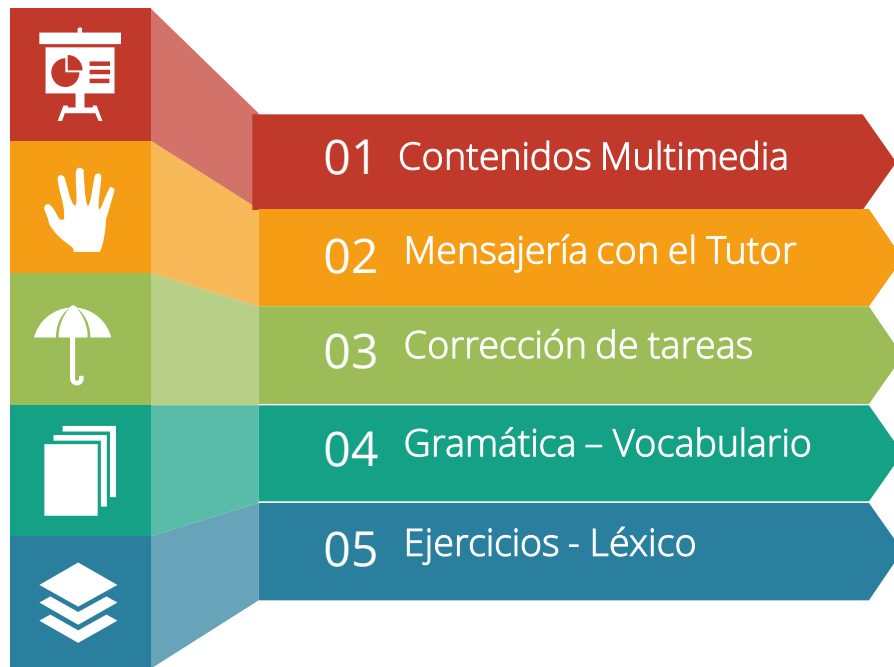 01 Contenidos Multimedia
02 Mensajería con el Tutor
03 Corrección de tareas
04 Gramática – Vocabulario
05 Ejercicios - Léxico